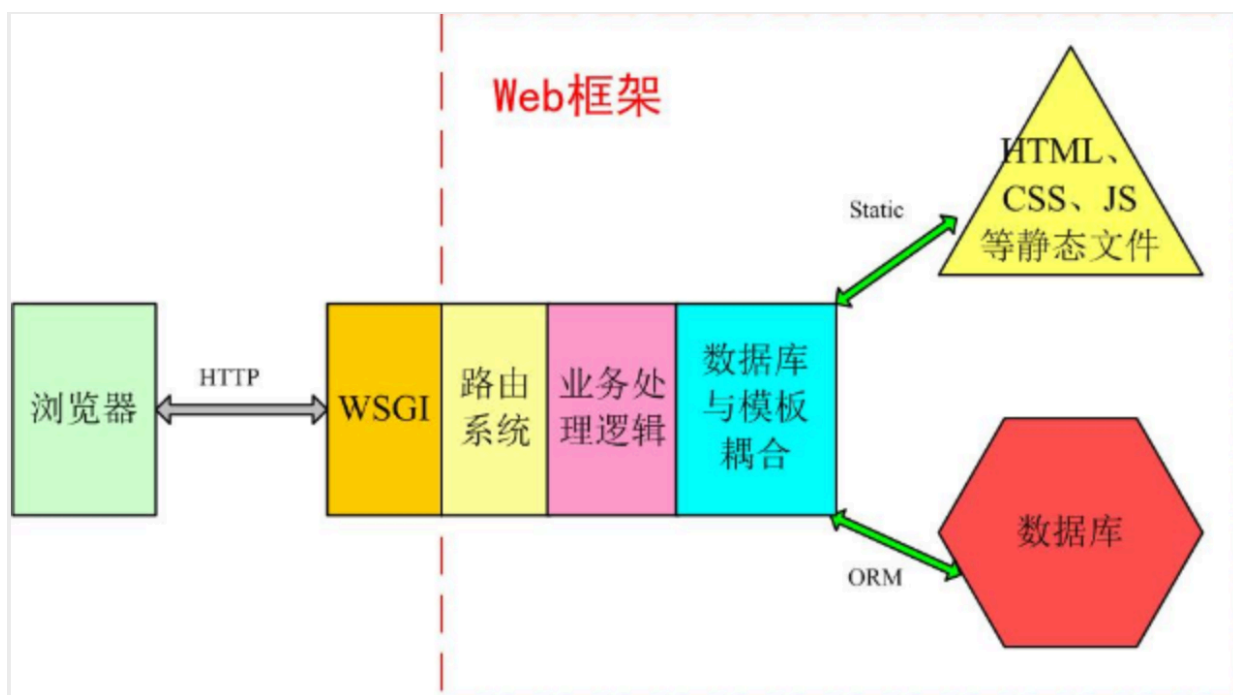 Web框架
HTML、
CSS、JS
等静态文件
Static
浏览器
HTTP
WSGI
路由
系统
业务处
理逻辑
数据库
与模板
耦合
数据库
ORM